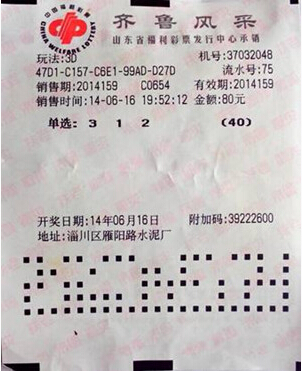 中国福利彩票
CHINA WELFARE LOTTERY
齐鲁风采
山东省福利彩票发行中心承销
玩法:3D 机号:37032048
47D1-C157-C6E1-99AD-D27D 流水号:75
销售期:2014159 C0654 有效期:2014159
销售时间:14-06-16 19:52:12 金额:80元
单选: 3 1 2 (40)
开奖日期:14年06月16日 附加码:39222600
地址:淄川区雁阳路水泥厂